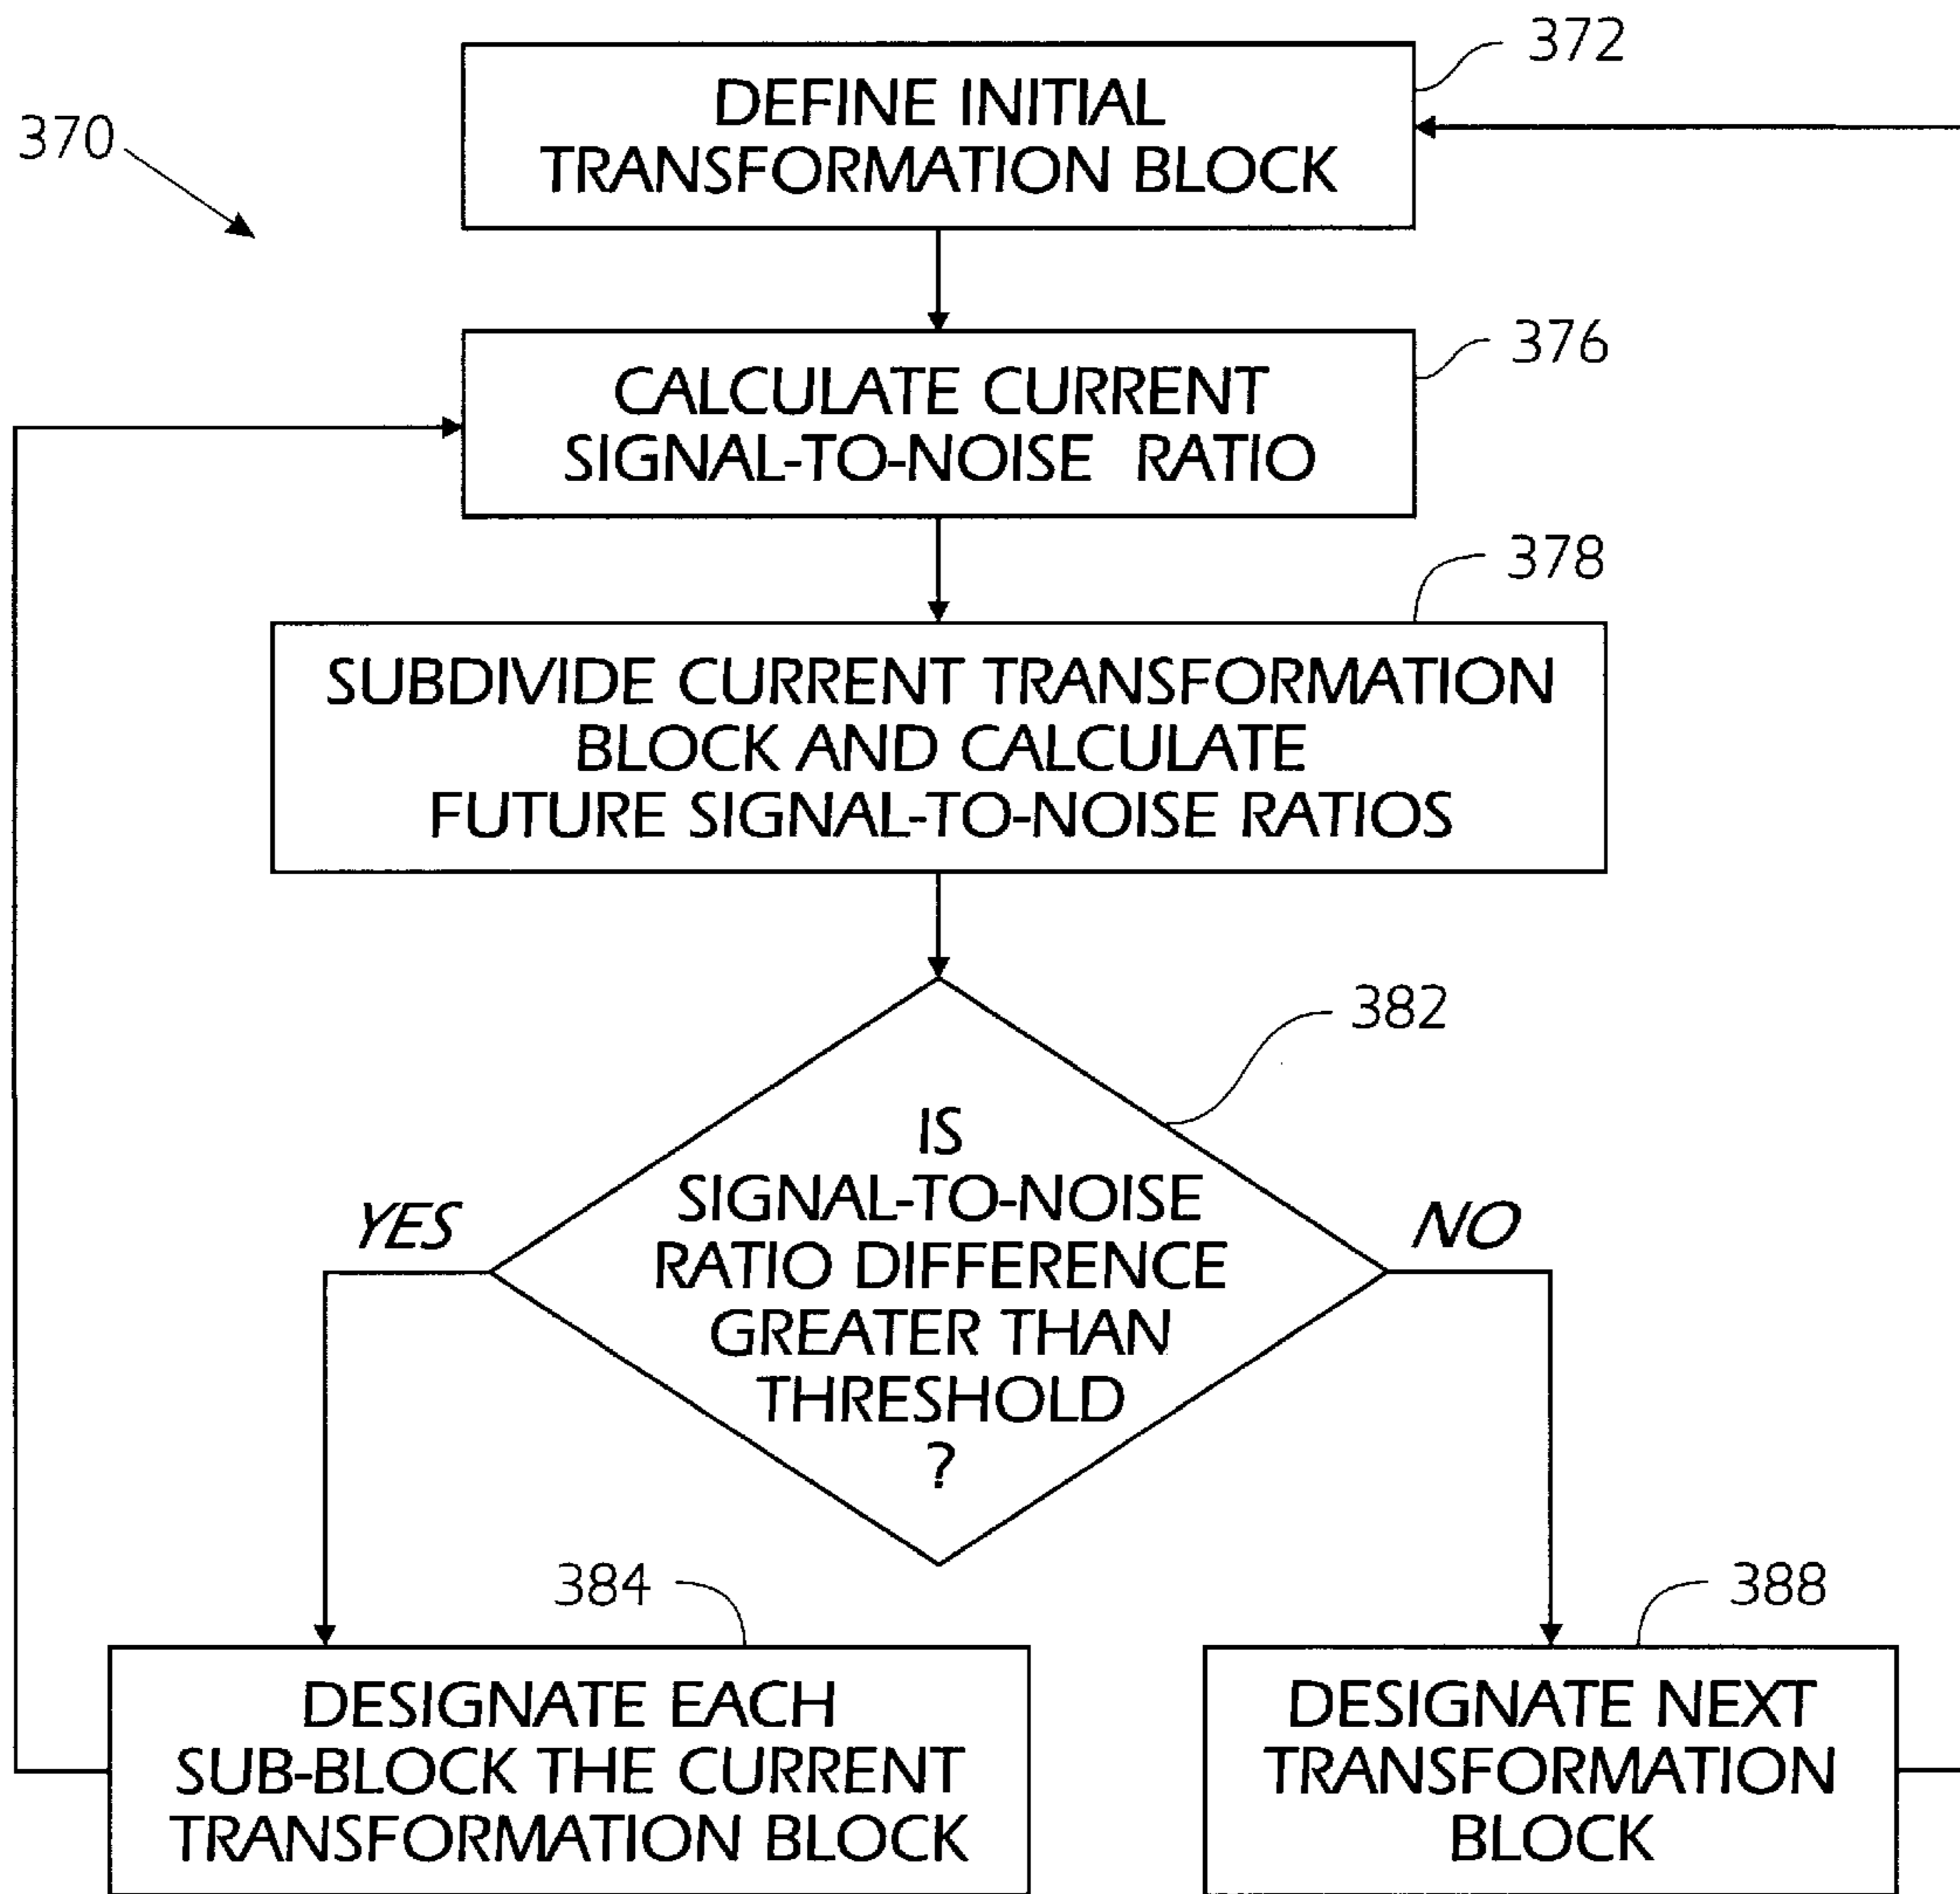 372
370
DEFINE INITIAL
TRANSFORMATION BLOCK
376
CALCULATE CURRENT
SIGNAL-TO-NOISE RATIO
378
SUBDIVIDE CURRENT TRANSFORMATION
BLOCK AND CALCULATE
FUTURE SIGNAL-TO-NOISE RATIOS
382
IS
SIGNAL-TO-NOISE
RATIO DIFFERENCE
GREATER THAN
THRESHOLD
?
YES
NO
384
DESIGNATE EACH
SUB-BLOCK THE CURRENT
TRANSFORMATION BLOCK
388
DESIGNATE NEXT
TRANSFORMATION
BLOCK